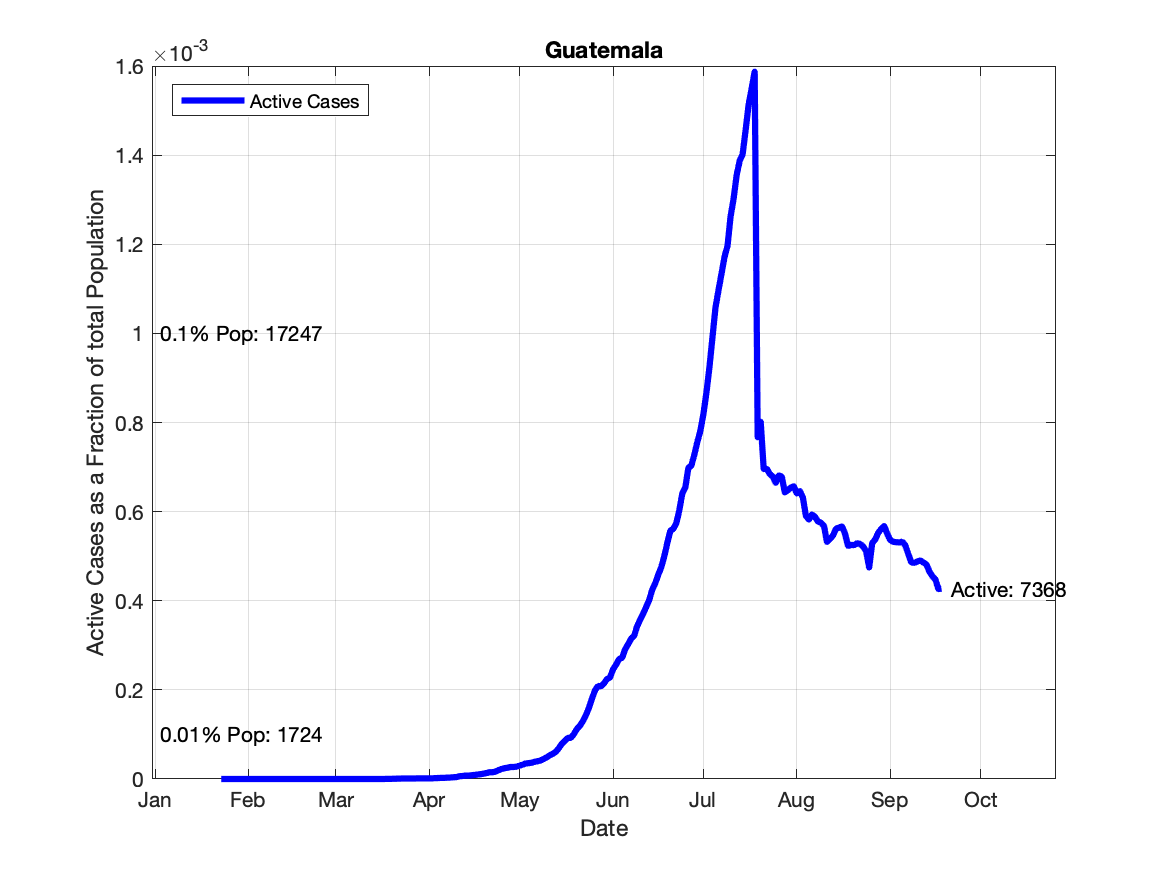 Guatemala
×10-3
1.6
1.4
1.2
1
0.8
0.6
0.4
0.2
0
Active Cases
0.1% Pop: 17247
0.01% Pop: 1724
Active: 7368
Active Cases as a Fraction of total Population
Jan Feb Mar Apr May Jun Jul Aug Sep Oct
Date